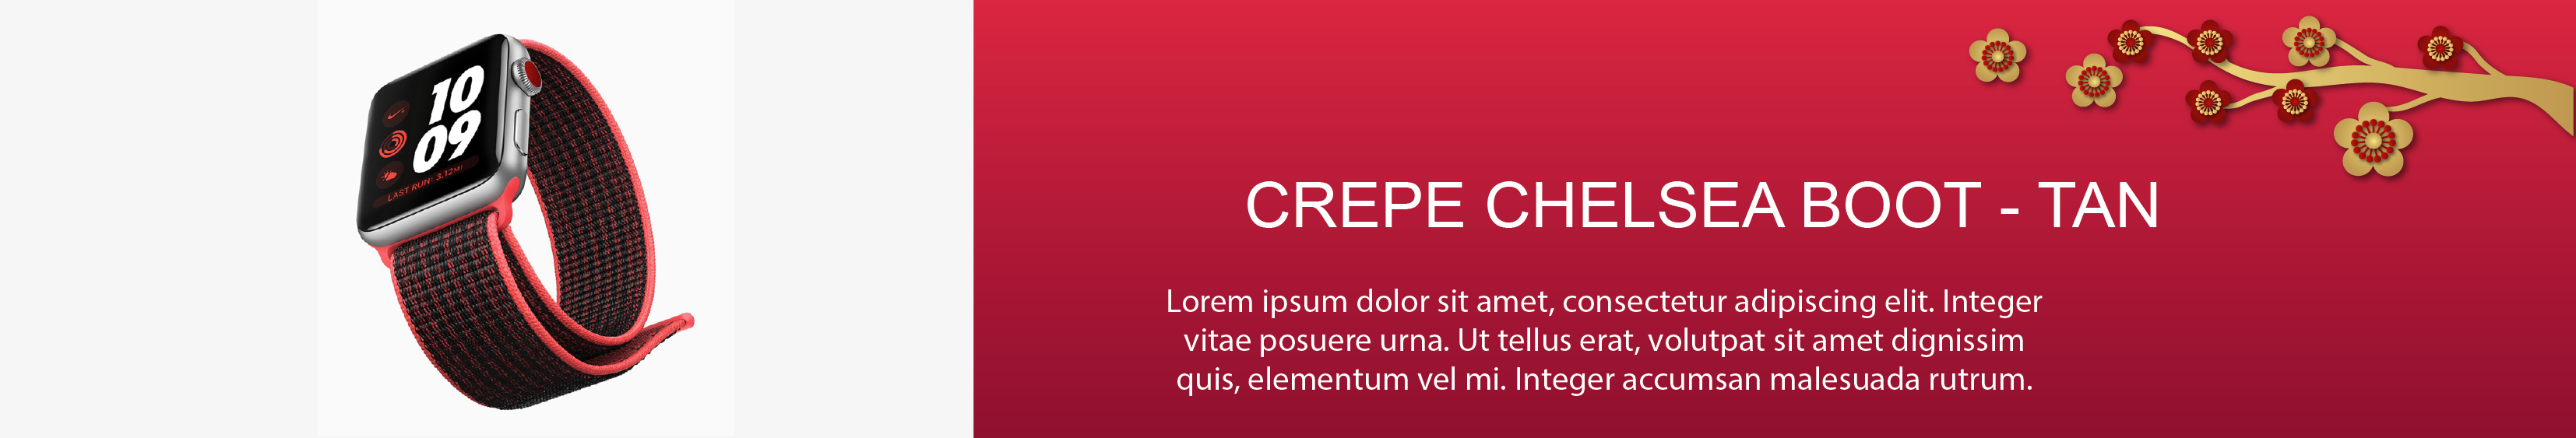 10
09
LAST RUN: 3.12MI
CREPE CHELSEA BOOT - TAN
Lorem ipsum dolor sit amet, consectetur adipiscing elit. Integer
vitae posuere urna. Ut tellus erat, volutpat sit amet dignissim
quis, elementum vel mi. Integer accumsan malesuada rutrum.